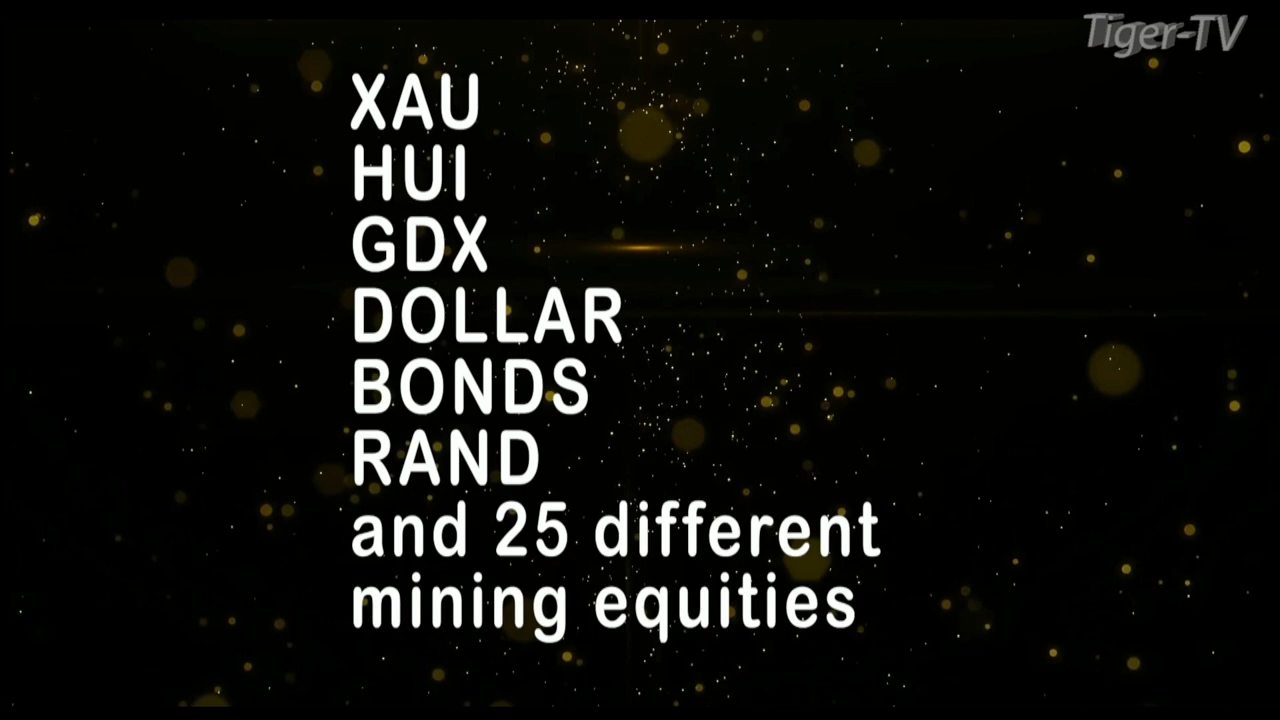 Tiger-TV
XAU
HUI
GDX
DOLLAR
BONDS
RAND
and 25 different
mining equities